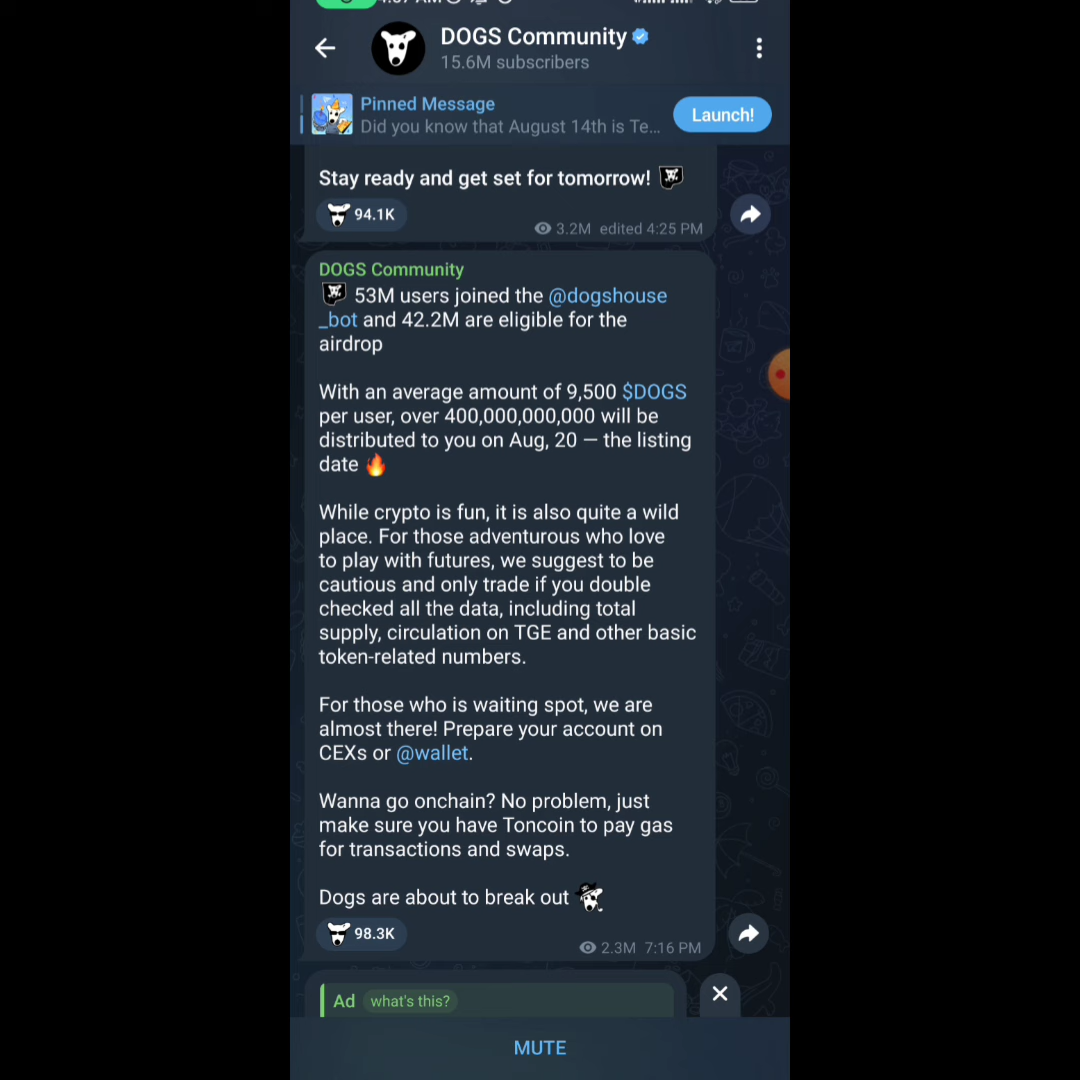 DOGS Community
15.6M subscribers
Pinned Message
Did you know that August 14th is Te...
Launch!
Stay ready and get set for tomorrow!
94.1K
3.2M edited 4:25 PM
DOGS Community
53M users joined the @dogshouse
_bot and 42.2M are eligible for the
airdrop
With an average amount of 9,500 $DOGS
per user, over 400,000,000,000 will be
distributed to you on Aug, 20 — the listing
date 🔥
While crypto is fun, it is also quite a wild
place. For those adventurous who love
to play with futures, we suggest to be
cautious and only trade if you double
checked all the data, including total
supply, circulation on TGE and other basic
token-related numbers.
For those who is waiting spot, we are
almost there! Prepare your account on
CEXs or @wallet.
Wanna go onchain? No problem, just
make sure you have Toncoin to pay gas
for transactions and swaps.
Dogs are about to break out
98.3K
2.3M 7:16 PM
Ad what's this?
MUTE